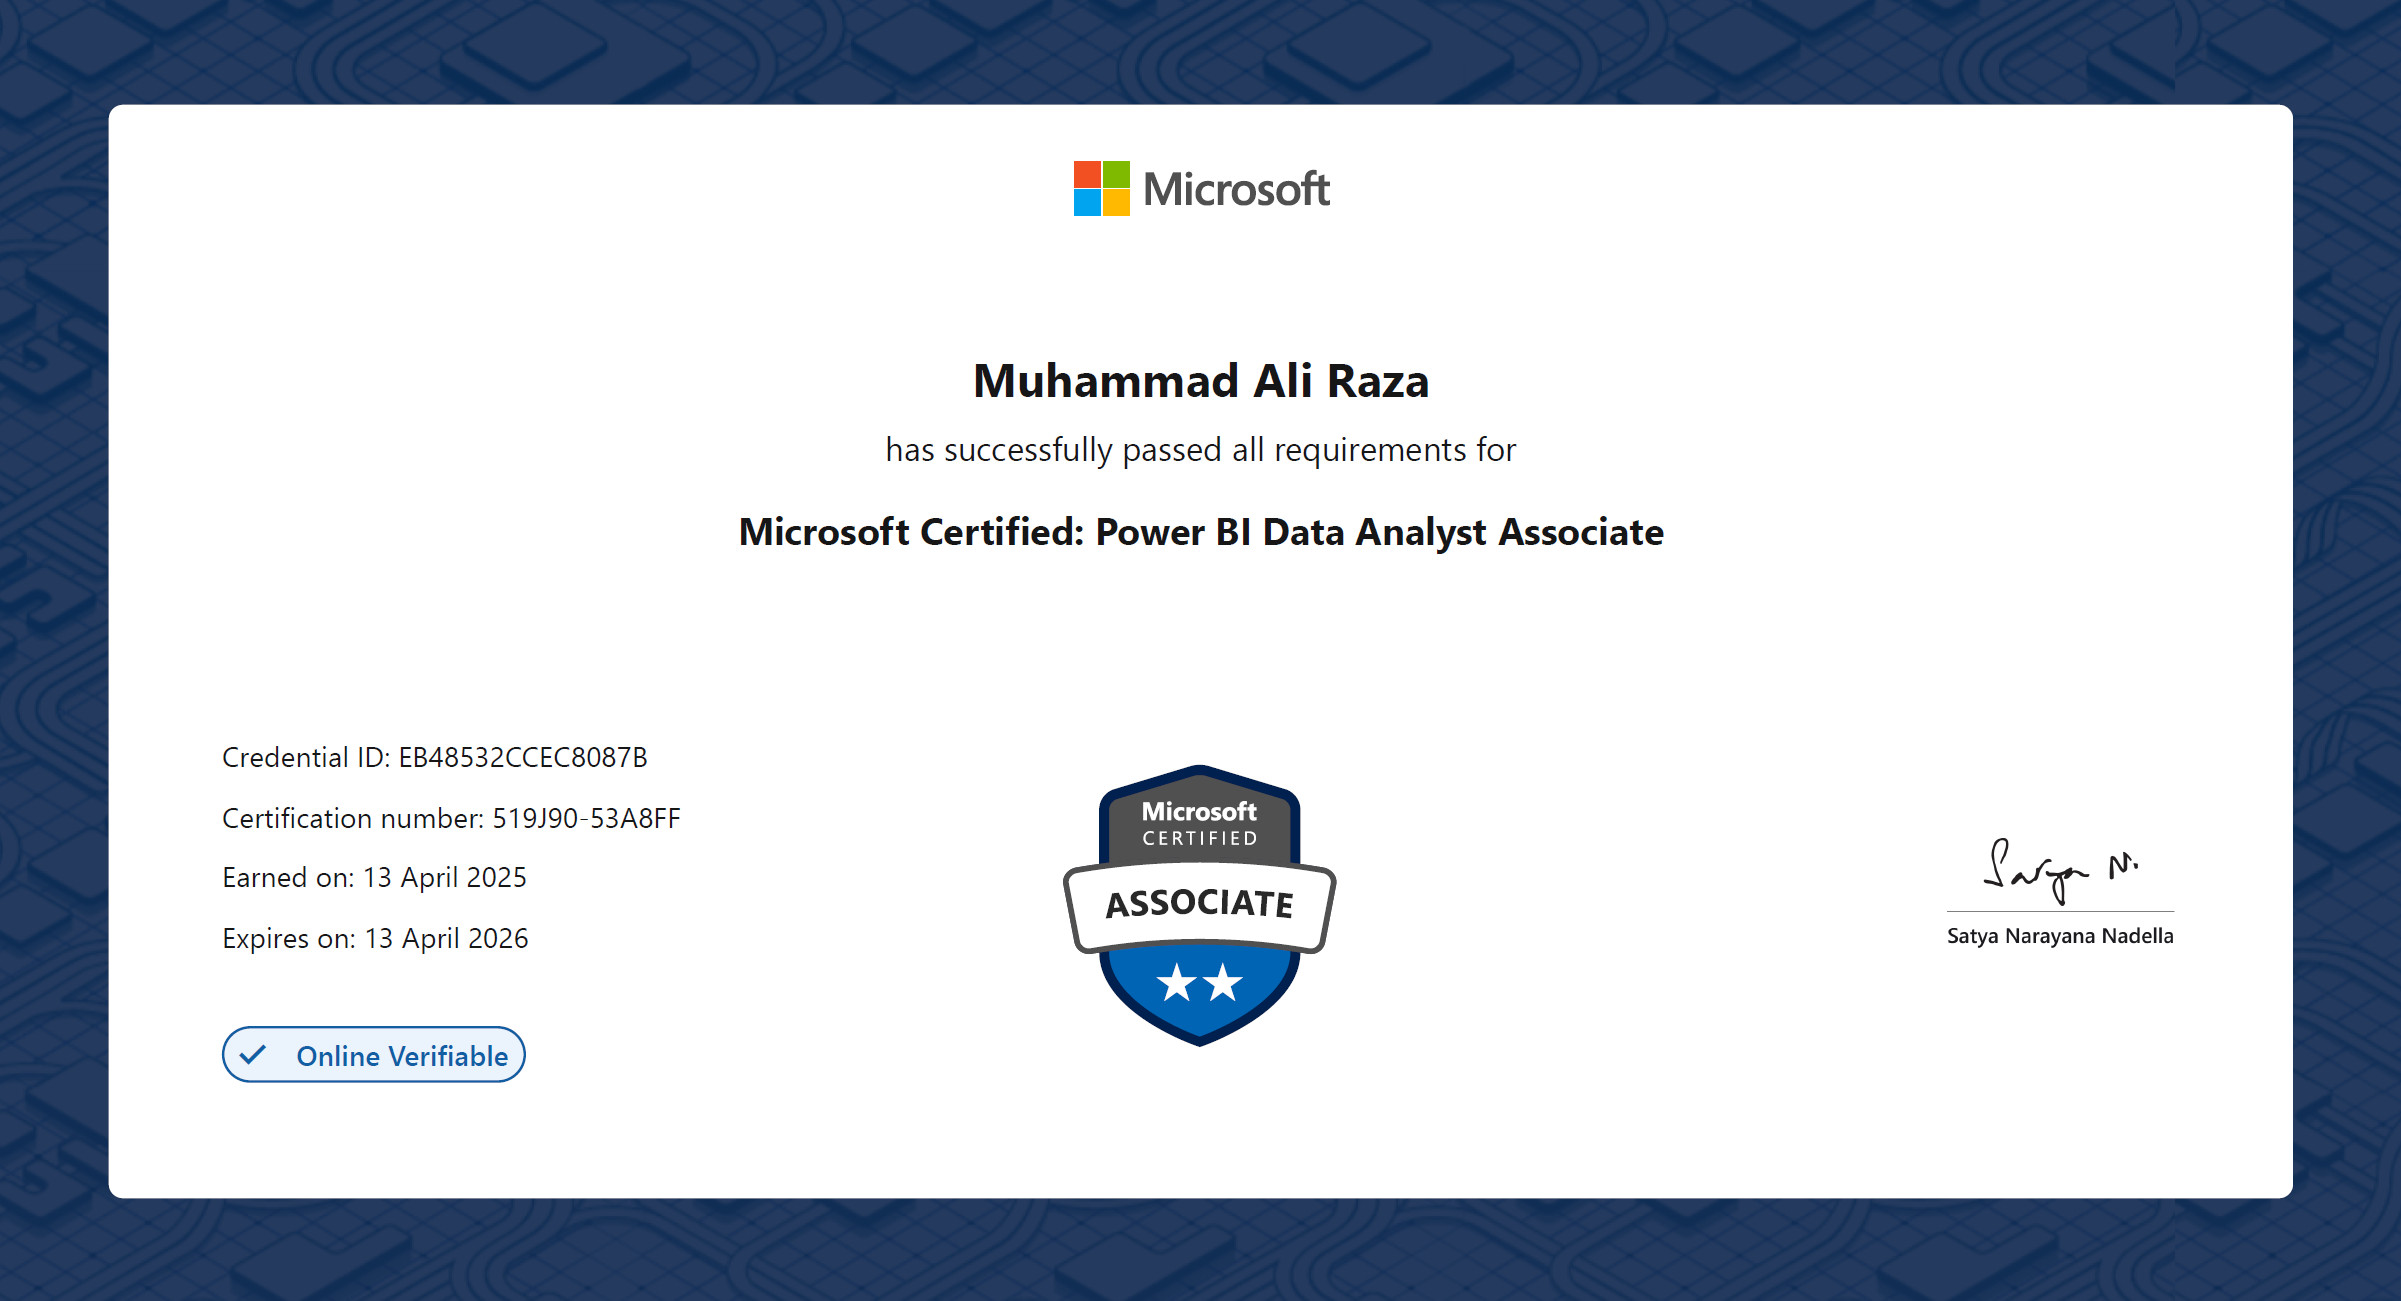 Microsoft
Muhammad Ali Raza
has successfully passed all requirements for
Microsoft Certified: Power BI Data Analyst Associate
Credential ID: EB48532CCEC8087B
Certification number: 519J90-53A8FF
Earned on: 13 April 2025
Expires on: 13 April 2026
Online Verifiable
Microsoft
CERTIFIED
ASSOCIATE
Satya N.
Satya Narayana Nadella